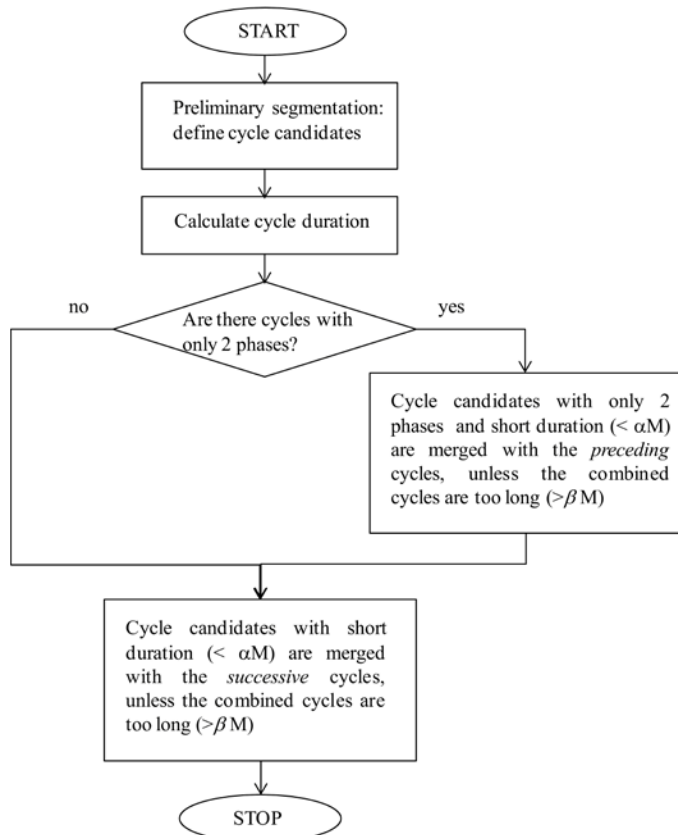 START
Preliminary segmentation:
define cycle candidates
Calculate cycle duration
no
yes
Are there cycles with
only 2 phases?
Cycle candidates with only 2
phases and short duration (< αM)
are merged with the preceding
cycles, unless the combined
cycles are too long (>β M)
Cycle candidates with short
duration (< αM) are merged
with the successive cycles,
unless the combined cycles are
too long (>β M)
STOP